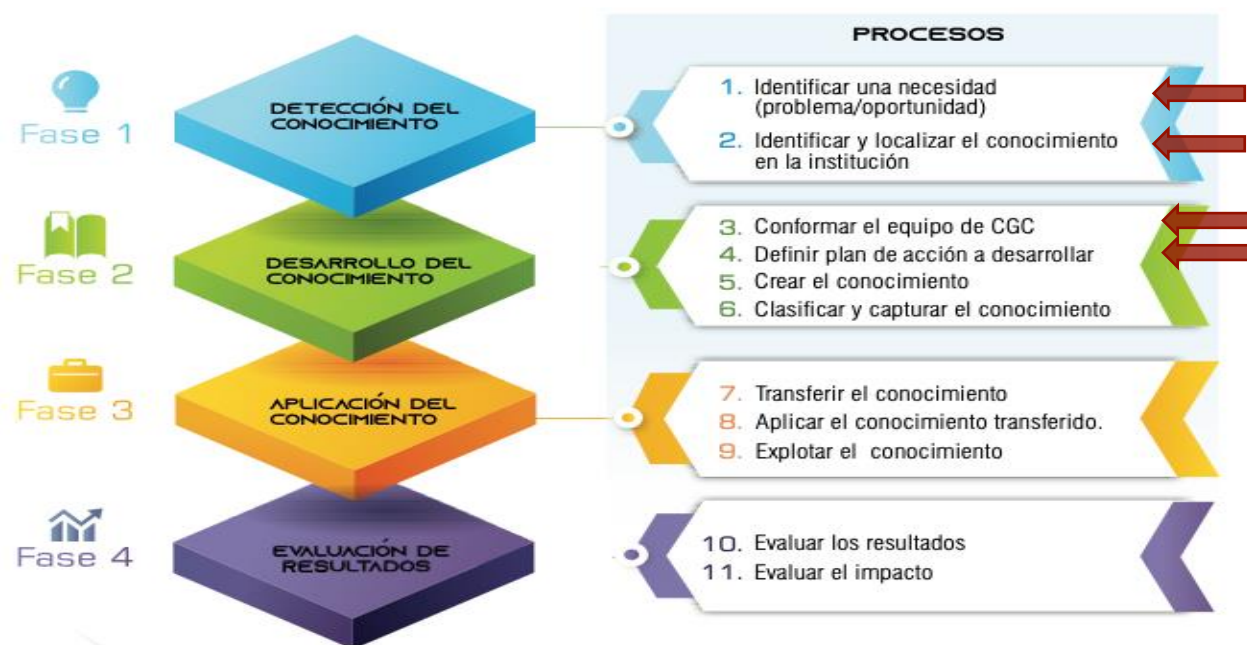 PROCESOS
Fase 1
DETECCIÓN DEL
CONOCIMIENTO
1. Identificar una necesidad
(problema/oportunidad)
2. Identificar y localizar el conocimiento
en la institución
Fase 2
DESARROLLO DEL
CONOCIMIENTO
3. Conformar el equipo de CGC
4. Definir plan de acción a desarrollar
5. Crear el conocimiento
6. Clasificar y capturar el conocimiento
Fase 3
APLICACIÓN DEL
CONOCIMIENTO
7. Transferir el conocimiento
8. Aplicar el conocimiento transferido.
9. Explotar el conocimiento
Fase 4
EVALUACIÓN DE
RESULTADOS
10. Evaluar los resultados
11. Evaluar el impacto